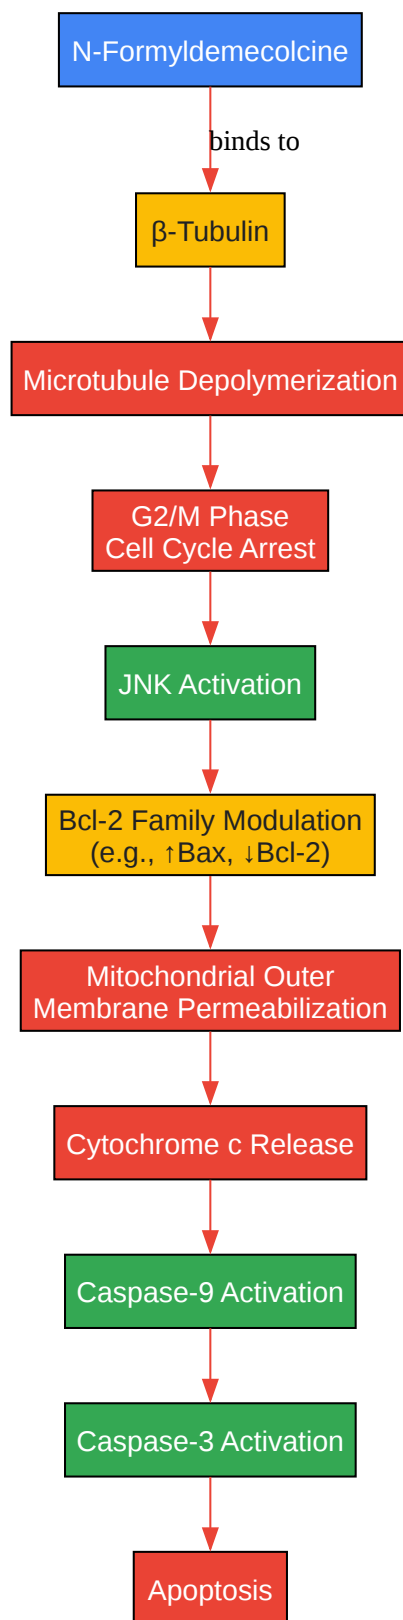 N-Formyldemecolcine
binds to
β-Tubulin
Microtubule Depolymerization
G2/M Phase
Cell Cycle Arrest
JNK Activation
Bcl-2 Family Modulation
(e.g., ↑Bax, ↓Bcl-2)
Mitochondrial Outer
Membrane Permeabilization
Cytochrome c Release
Caspase-9 Activation
Caspase-3 Activation
Apoptosis